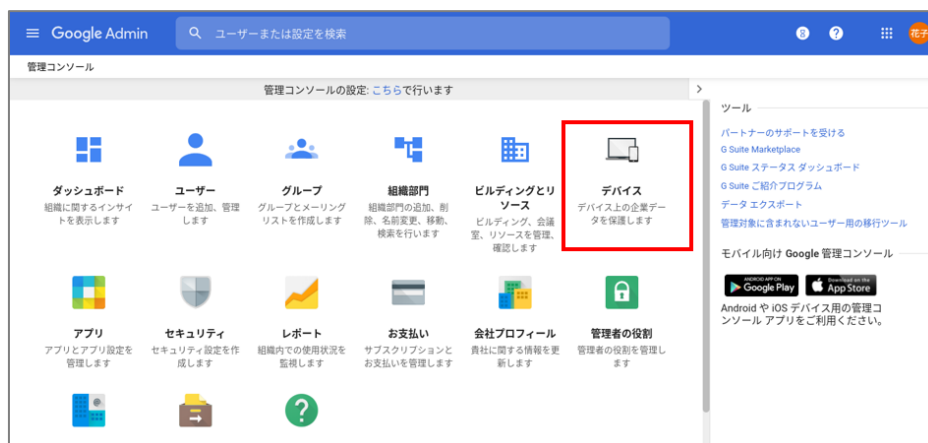 Google Admin
ユーザーまたは設定を検索
花子
管理コンソール
管理コンソールの設定: こちらで行います
ダッシュボード
組織に関するインサイ
トを表示します
ユーザー
ユーザーを追加、管理
します
グループ
グループとメーリング
リストを作成します
組織部門
組織部門の追加、削
除、名前変更、移動、
検索を行います
ビルディングとリ
ソース
ビルディング、会議
室、リソースを管理、
確認します
デバイス
デバイス上の企業デー
タを保護します
アプリ
アプリとアプリ設定を
管理します
セキュリティ
セキュリティ設定を作
成します
レポート
組織内での使用状況を
監視します
お支払い
サブスクリプションと
お支払いを管理します
会社プロフィール
貴社に関する情報を更
新します
管理者の役割
管理者の役割を管理し
ます
ツール
パートナーのサポートを受ける
G Suite Marketplace
G Suite ステータス ダッシュボード
G Suite ご紹介プログラム
データ エクスポート
管理対象に含まれないユーザー用の移行ツール
モバイル向け Google 管理コンソール
ANDROID APP ON
Google Play
Download on the
App Store
Android や iOS デバイス用の管理コ
ンソール アプリをご利用ください。